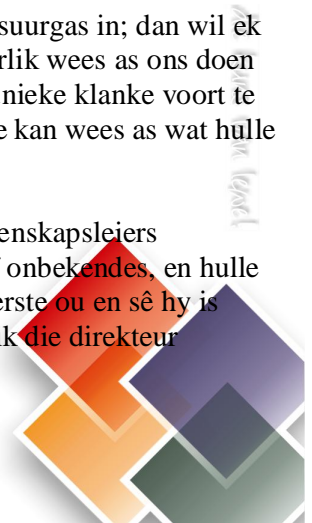 suurgas in; dan wil ek
rlik wees as ons doen
nieke klanke voort te
e kan wees as wat hulle
enskapsleiers
onbekendes, en hulle
erste ou en sê hy is
k die direkteur